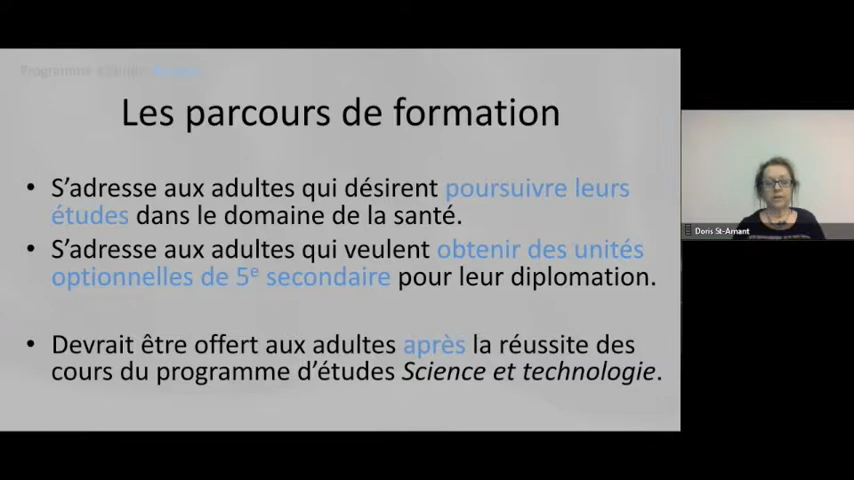 Programme d'études
Les parcours de formation
• S’adresse aux adultes qui désirent poursuivre leurs
études dans le domaine de la santé.
• S’adresse aux adultes qui veulent obtenir des unités
optionnelles de 5e secondaire pour leur diplomation.
• Devrait être offert aux adultes après la réussite des
cours du programme d’études Science et technologie.
Doris St-Amant